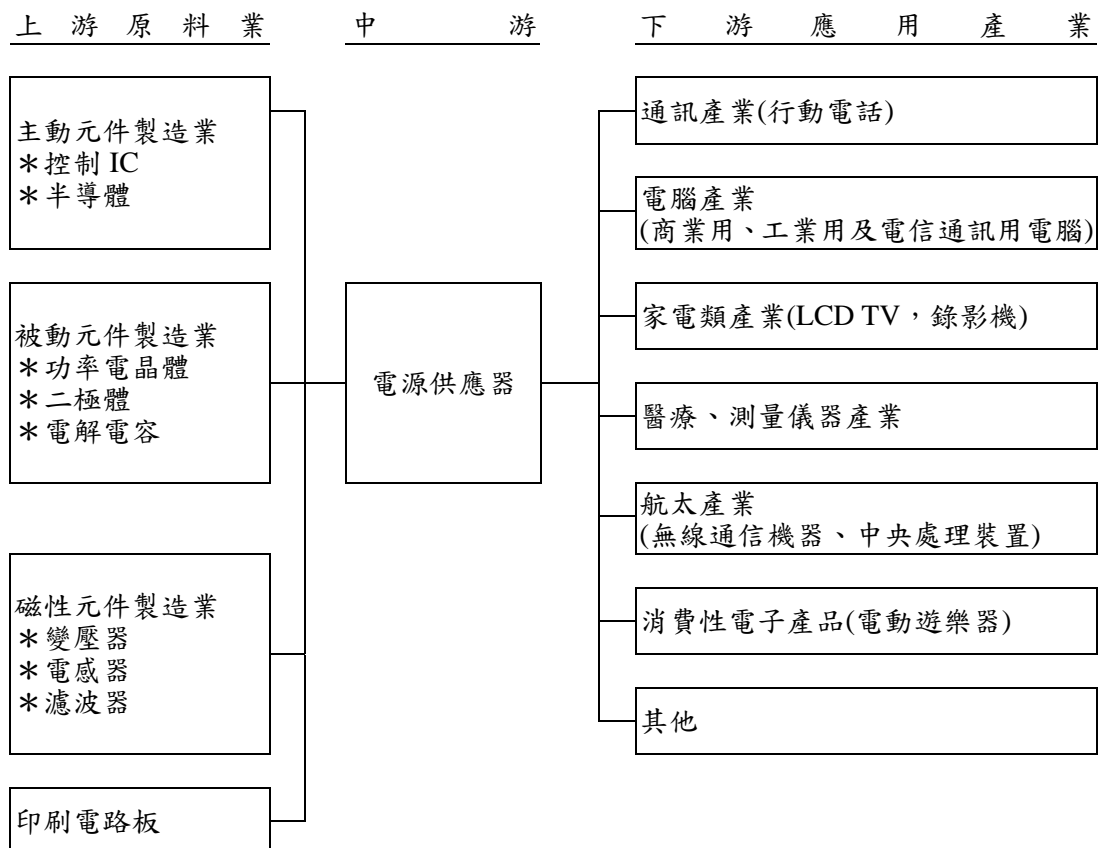 上游原料業
中游
下游應用產業
主動元件製造業
＊控制 IC
＊半導體
被動元件製造業
＊功率電晶體
＊二極體
＊電解電容
磁性元件製造業
＊變壓器
＊電感器
＊濾波器
印刷電路板
電源供應器
通訊產業(行動電話)
電腦產業
(商業用、工業用及電信通訊用電腦)
家電類產業(LCD TV，錄影機)
醫療、測量儀器產業
航太產業
(無線通信機器、中央處理裝置)
消費性電子產品(電動遊樂器)
其他